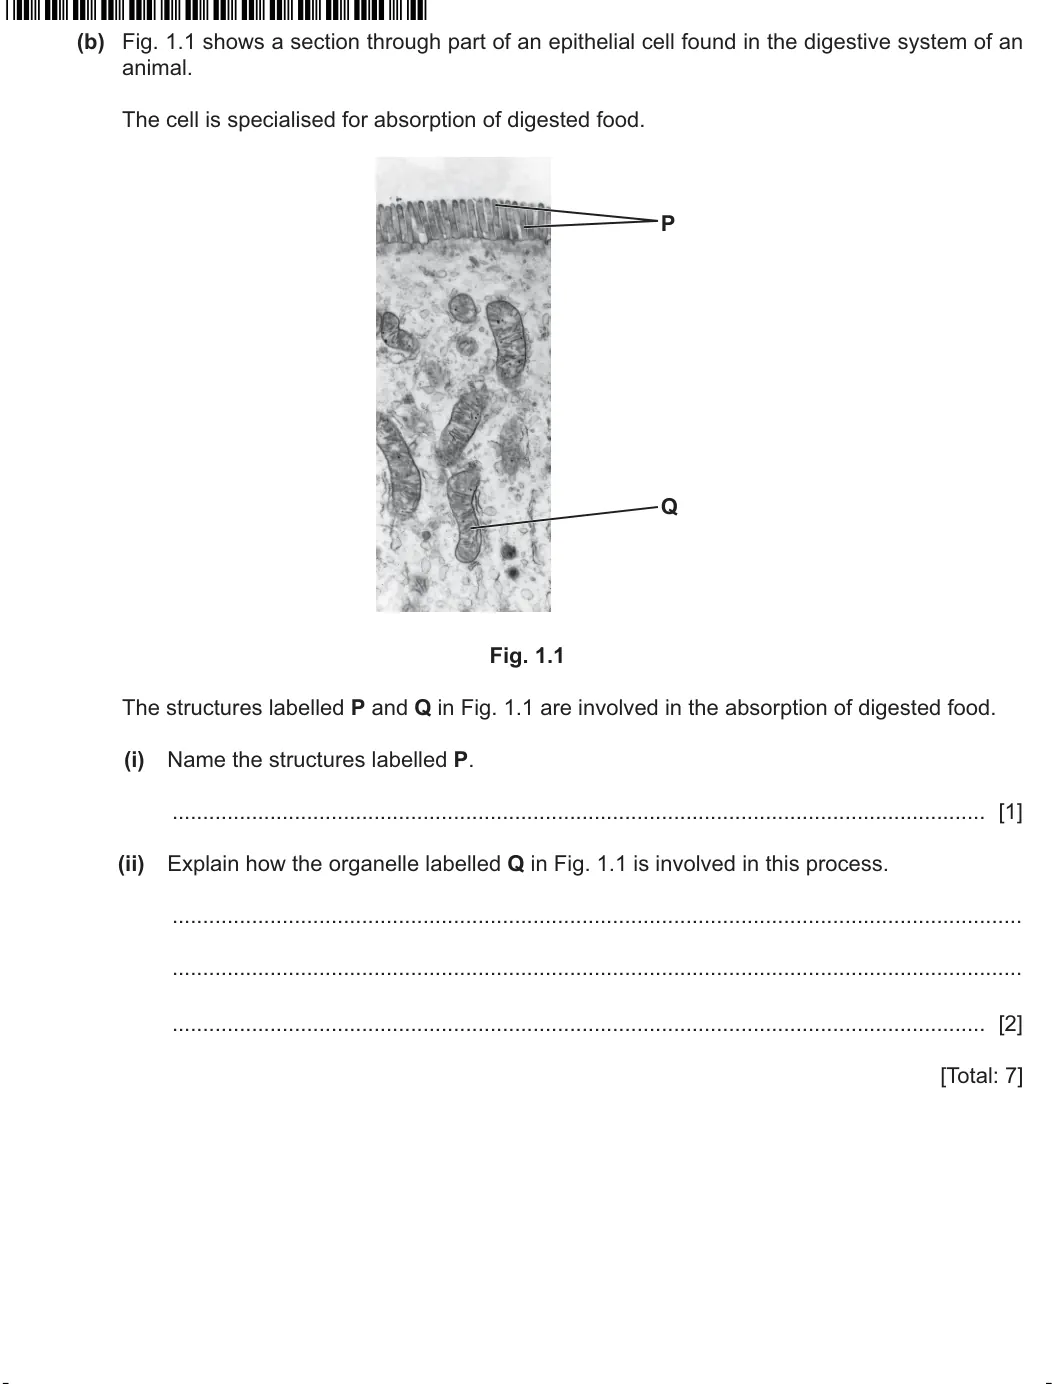 (b) Fig. 1.1 shows a section through part of an epithelial cell found in the digestive system of an
animal.
The cell is specialised for absorption of digested food.
P
Q
Fig. 1.1
The structures labelled P and Q in Fig. 1.1 are involved in the absorption of digested food.
(i) Name the structures labelled P.
.................................................................................................................................... [1]
(ii) Explain how the organelle labelled Q in Fig. 1.1 is involved in this process.
..........................................................................................................................................
..........................................................................................................................................
.................................................................................................................................... [2]
[Total: 7]